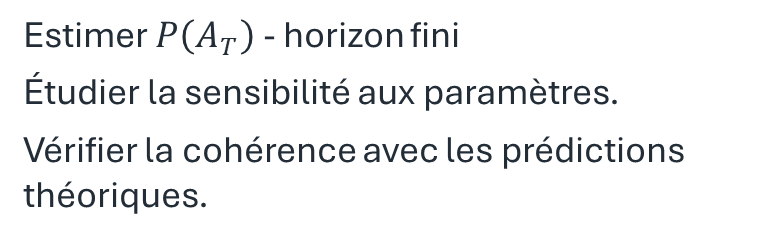 Estimer P(A_T) - horizon fini
Étudier la sensibilité aux paramètres.
Vérifier la cohérence avec les prédictions
théoriques.